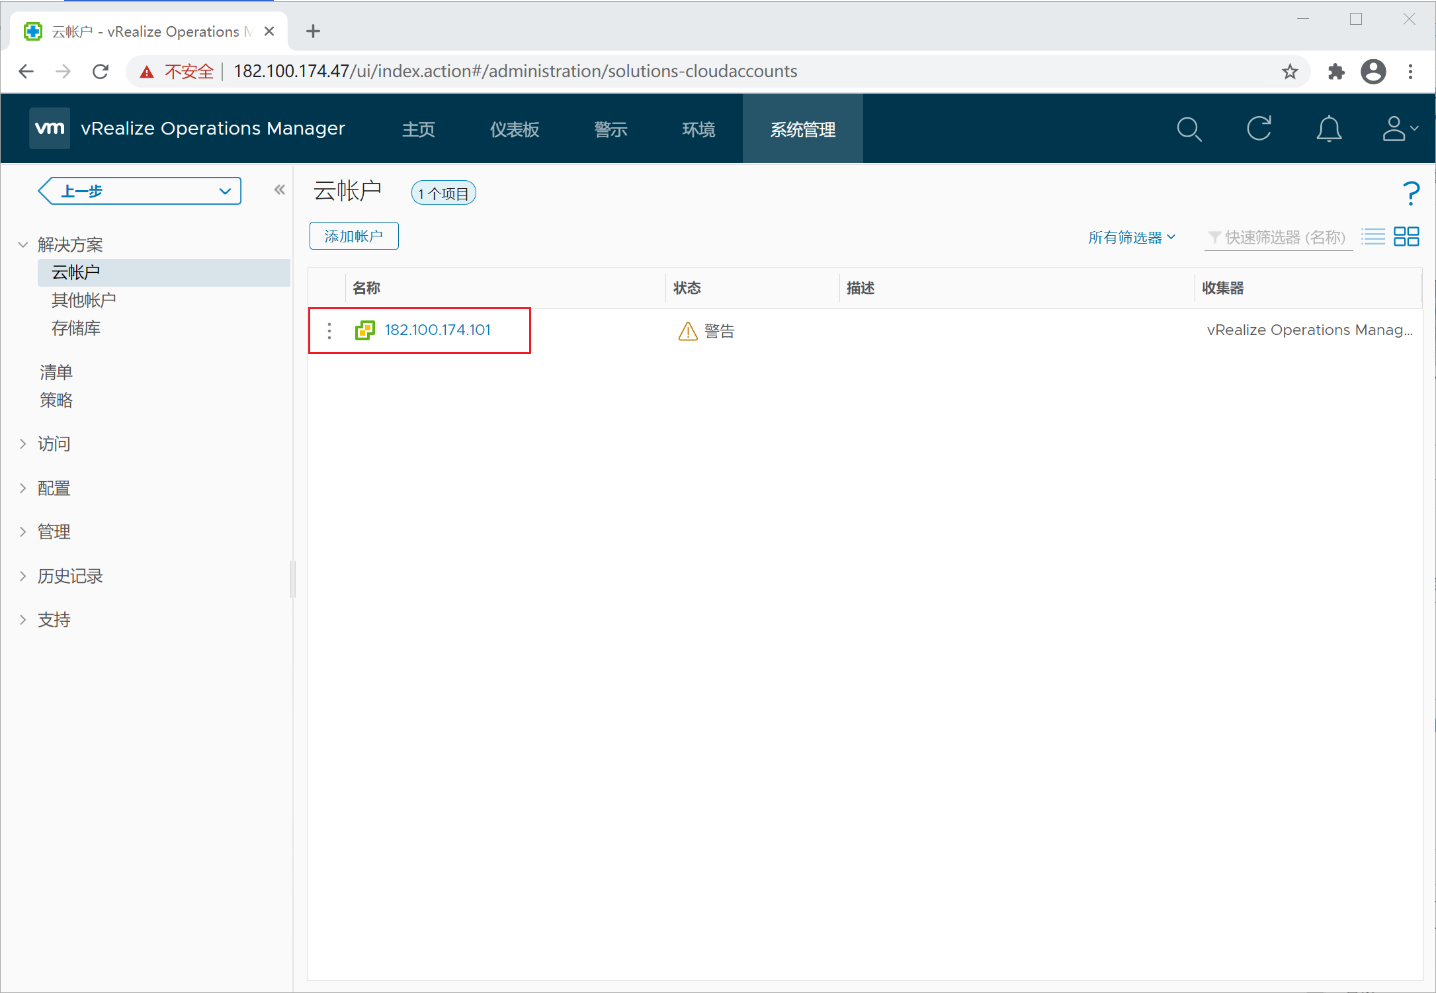 云帐户 - vRealize Operations M
不安全 182.100.174.47/ui/index.action#/administration/solutions-cloudaccounts
vm vRealize Operations Manager 主页 仪表板 警示 环境 系统管理
上一步
解决方案
云帐户
其他帐户
存储库
清单
策略
访问
配置
管理
历史记录
支持
云帐户 1 个项目
添加帐户
所有筛选器 快速筛选器 (名称)
名称 状态 描述 收集器
182.100.174.101 警告 vRealize Operations Manag...